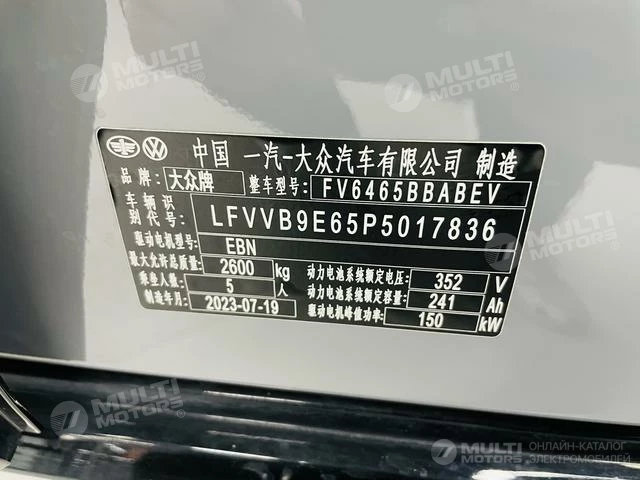 中国 一汽-大众汽车有限公司 制造
品牌: 大众牌 整车型号: FV6465BBABEV
车辆识别代号: LFVVB9E65P5017836
驱动电机型号: EBN
最大允许总质量: 2600 kg 动力电池系统额定电压: 352 V
乘坐人数: 5 人 动力电池系统额定容量: 241 Ah
制造年月: 2023-07-19 驱动电机峰值功率: 150 kW
MULTI MOTORS
MULTI MOTORS
MULTI MOTORS
MULTI MOTORS
MULTI MOTORS
MULTI MOTORS
MULTI MOTORS ОНЛАЙН-КАТАЛОГ ЭЛЕКТРОМОБИЛЕЙ